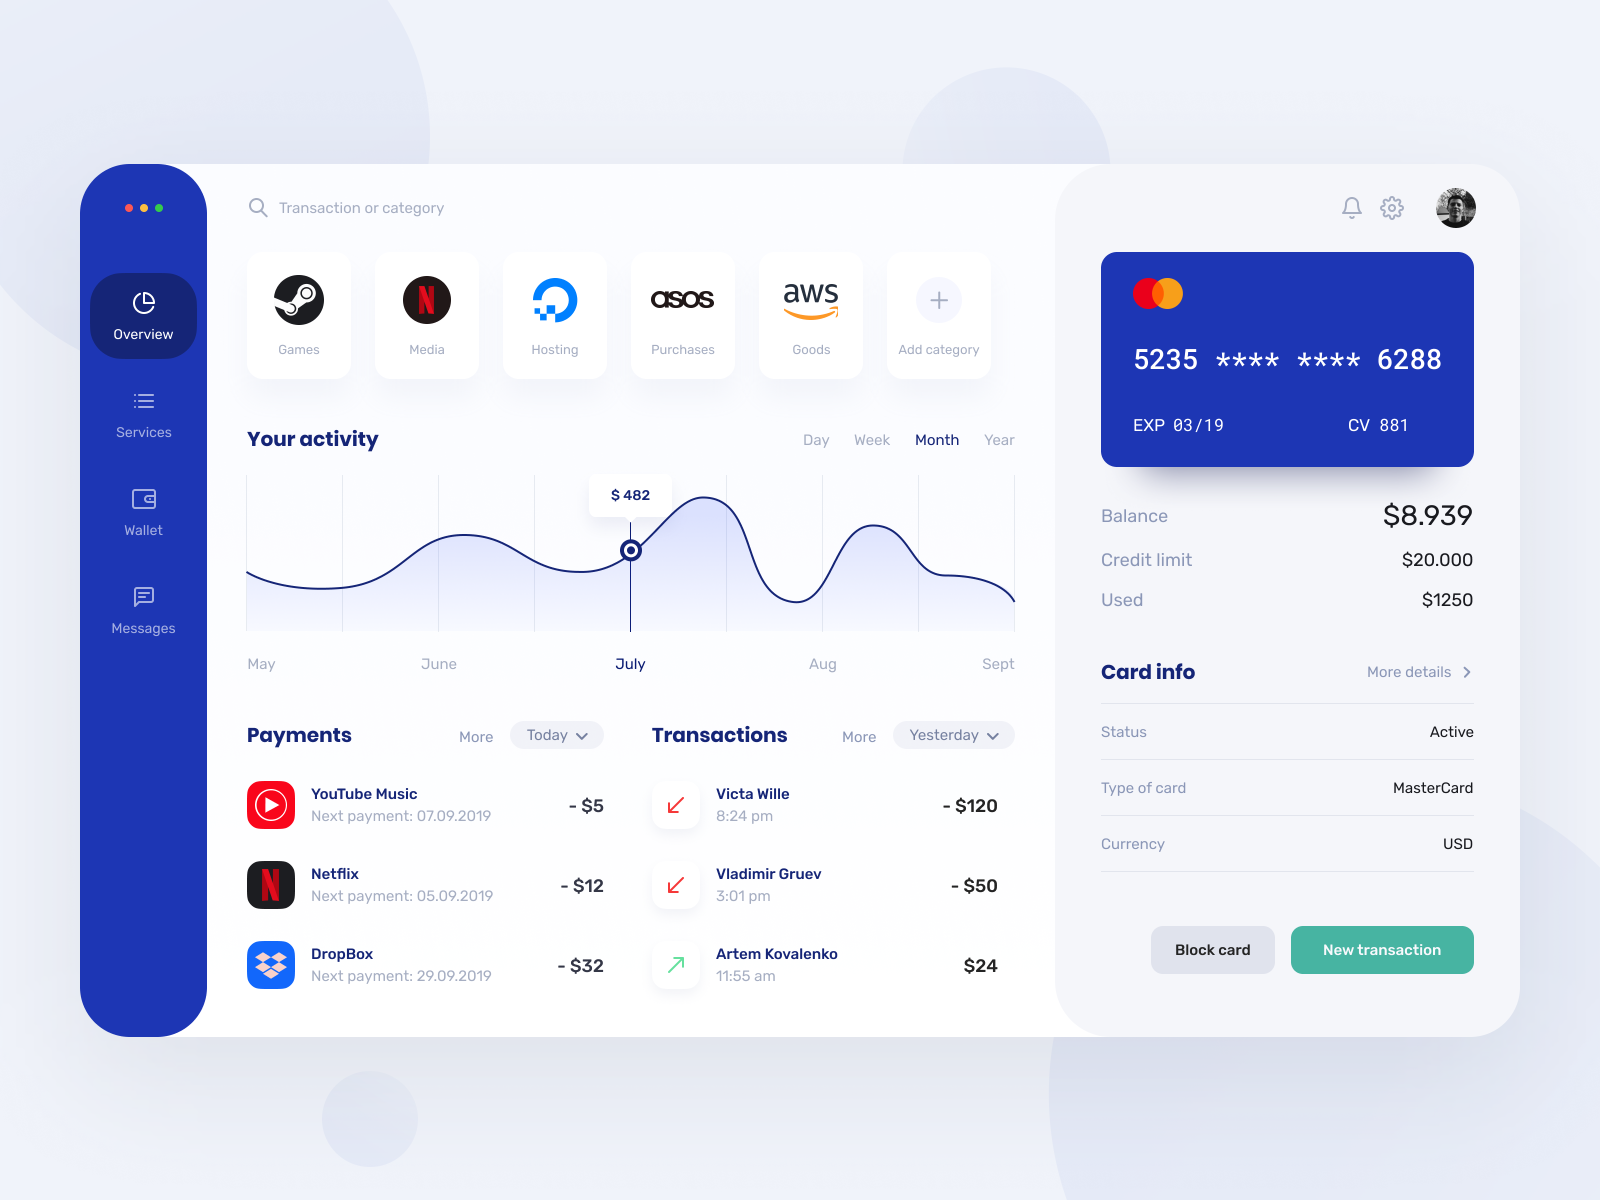 Transaction or category
Overview
Services
Wallet
Messages
asos
aws
Games
Media
Hosting
Purchases
Goods
Add category
Your activity
Day Week Month Year
$ 482
May June July Aug Sept
Payments
More
Today
YouTube Music
Next payment: 07.09.2019
- $5
Netflix
Next payment: 05.09.2019
- $12
DropBox
Next payment: 29.09.2019
- $32
Transactions
More
Yesterday
Victa Wille
8:24 pm
- $120
Vladimir Gruev
3:01 pm
- $50
Artem Kovalenko
11:55 am
$24
5235 **** **** 6288
EXP 03/19 CV 881
Balance $8.939
Credit limit $20.000
Used $1250
Card info
More details
Status Active
Type of card MasterCard
Currency USD
Block card
New transaction